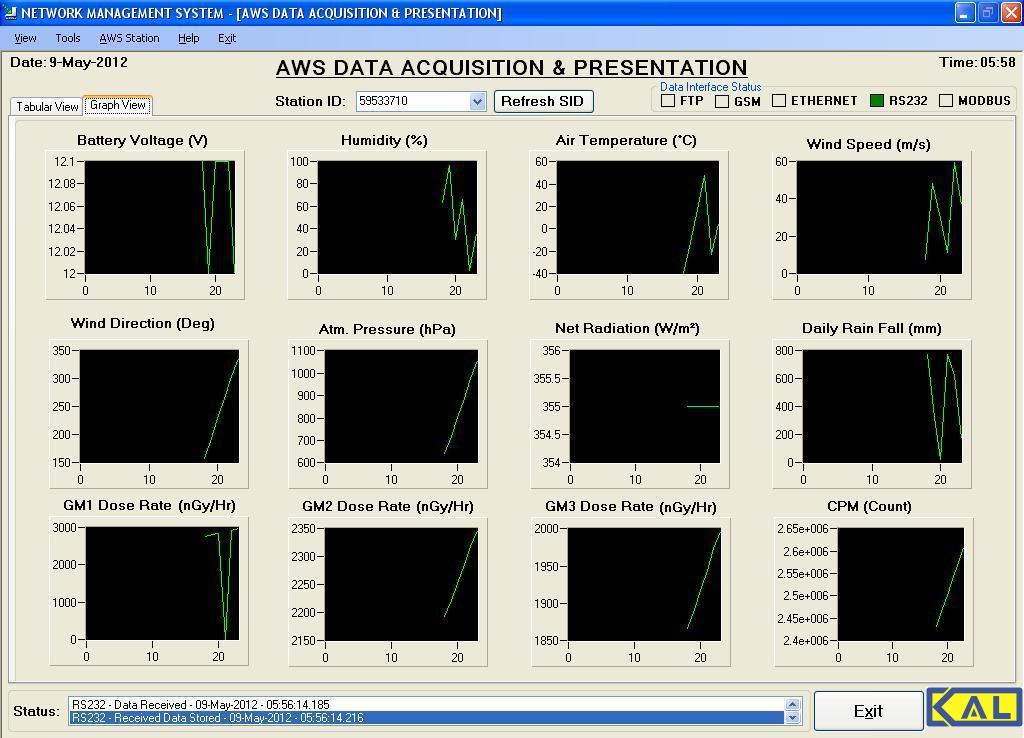 NETWORK MANAGEMENT SYSTEM - [AWS DATA ACQUISITION & PRESENTATION]
View Tools AWS Station Help Exit
Date: 9-May-2012
AWS DATA ACQUISITION & PRESENTATION
Time: 05:58
Tabular View Graph View
Station ID: 59533710 Refresh SID
Data Interface Status
FTP GSM ETHERNET RS232 MODBUS
Battery Voltage (V)
12.1
12.08
12.06
12.04
12.02
12
0 10 20
Humidity (%)
100
80
60
40
20
0
0 10 20
Air Temperature (°C)
60
40
20
0
-20
-40
0 10 20
Wind Speed (m/s)
60
40
20
0
0 10 20
Wind Direction (Deg)
350
300
250
200
150
0 10 20
Atm. Pressure (hPa)
1100
1000
900
800
700
600
0 10 20
Net Radiation (W/m²)
356
355.5
355
354.5
354
0 10 20
Daily Rain Fall (mm)
800
600
400
200
0
0 10 20
GM1 Dose Rate (nGy/Hr)
3000
2000
1000
0
0 10 20
GM2 Dose Rate (nGy/Hr)
2350
2300
2250
2200
2150
0 10 20
GM3 Dose Rate (nGy/Hr)
2000
1950
1900
1850
0 10 20
CPM (Count)
2.65e+006
2.6e+006
2.55e+006
2.5e+006
2.45e+006
2.4e+006
0 10 20
Status:
RS232 - Data Received - 09-May-2012 - 05:56:14.185
RS232 - Received Data Stored - 09-May-2012 - 05:56:14.216
Exit
KAL